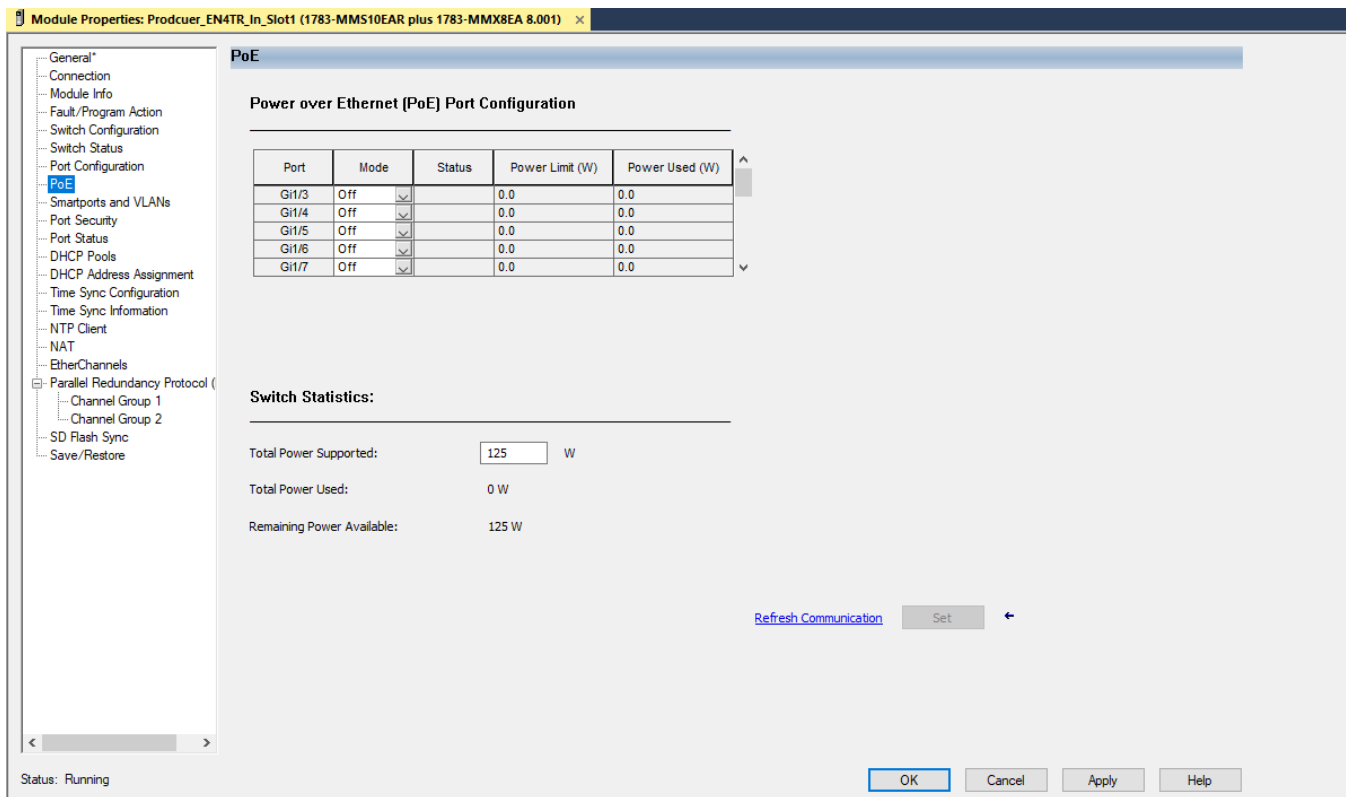 Module Properties: Prodcuer_EN4TR_In_Slot1 (1783-MMS10EAR plus 1783-MMX8EA 8.001) ×
General*
Connection
Module Info
Fault/Program Action
Switch Configuration
Switch Status
Port Configuration
PoE
Smartports and VLANs
Port Security
Port Status
DHCP Pools
DHCP Address Assignment
Time Sync Configuration
Time Sync Information
NTP Client
NAT
EtherChannels
Parallel Redundancy Protocol (
Channel Group 1
Channel Group 2
SD Flash Sync
Save/Restore
PoE
Power over Ethernet (PoE) Port Configuration
Port Mode Status Power Limit (W) Power Used (W)
Gi1/3 Off 0.0 0.0
Gi1/4 Off 0.0 0.0
Gi1/5 Off 0.0 0.0
Gi1/6 Off 0.0 0.0
Gi1/7 Off 0.0 0.0
Switch Statistics:
Total Power Supported: 125 W
Total Power Used: 0 W
Remaining Power Available: 125 W
Refresh Communication Set
Status: Running
OK Cancel Apply Help